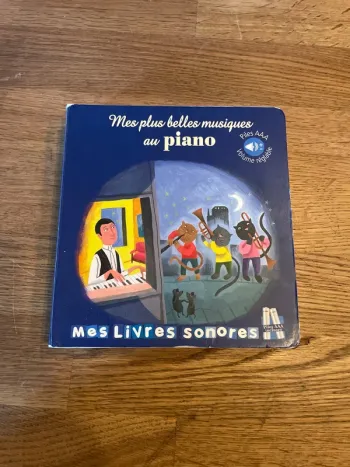 Mes plus belles musiques
au piano
Piles AAA
Volume réglable
Mes Livres sonores